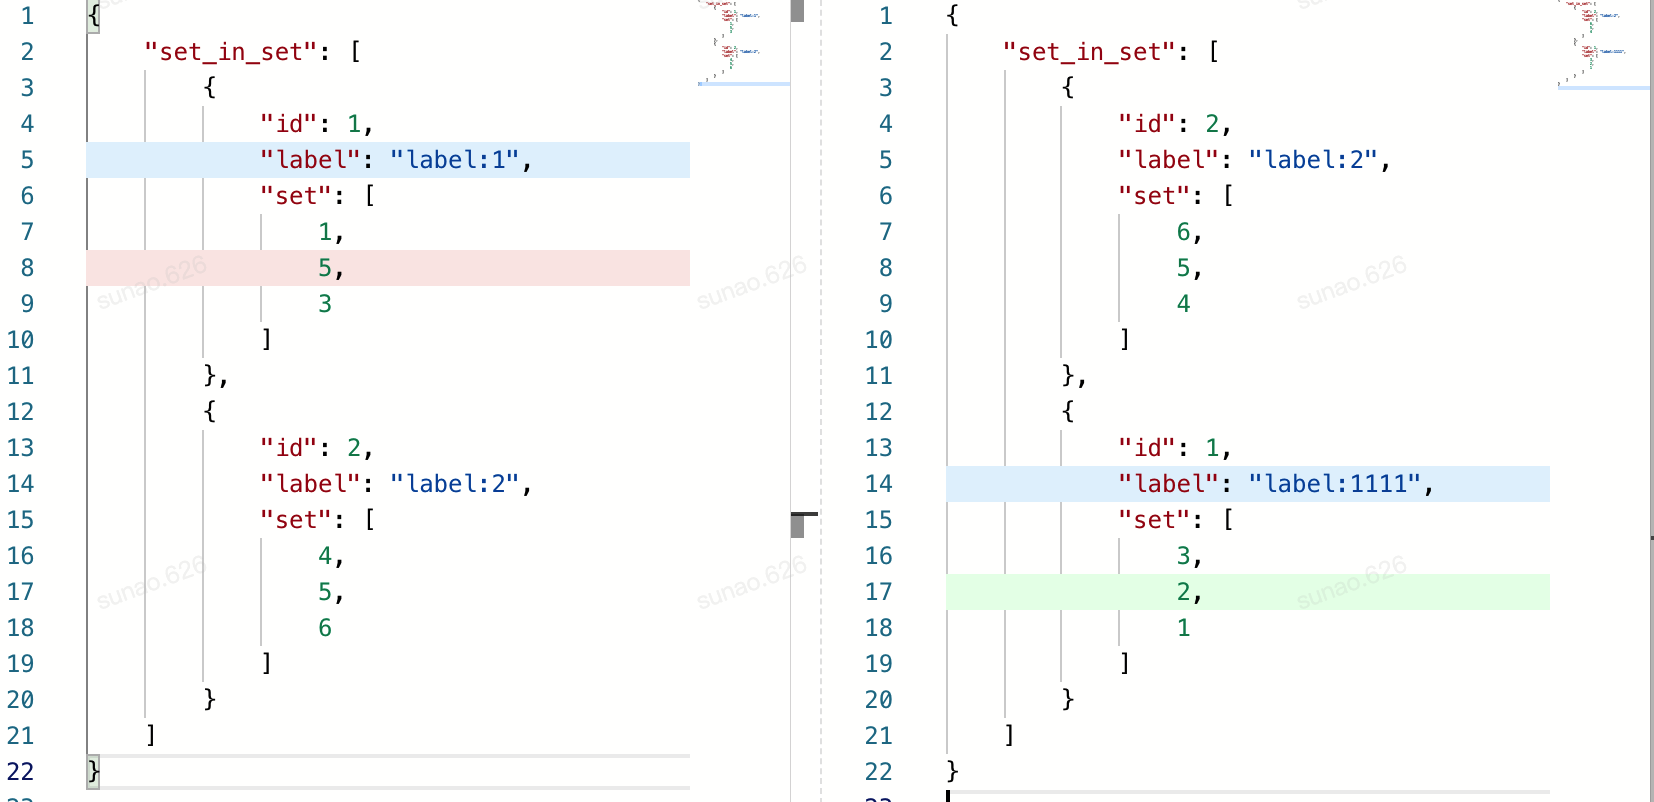 1 {
2     "set_in_set": [
3         {
4             "id": 1,
5             "label": "label:1",
6             "set": [
7                 1,
8                 5,
9                 3
10             ]
11         },
12         {
13             "id": 2,
14             "label": "label:2",
15             "set": [
16                 4,
17                 5,
18                 6
19             ]
20         }
21     ]
22 }
1 {
2     "set_in_set": [
3         {
4             "id": 2,
5             "label": "label:2",
6             "set": [
7                 6,
8                 5,
9                 4
10             ]
11         },
12         {
13             "id": 1,
14             "label": "label:1111",
15             "set": [
16                 3,
17                 2,
18                 1
19             ]
20         }
21     ]
22 }
sunao.626
sunao.626
sunao.626
sunao.626
sunao.626
sunao.626